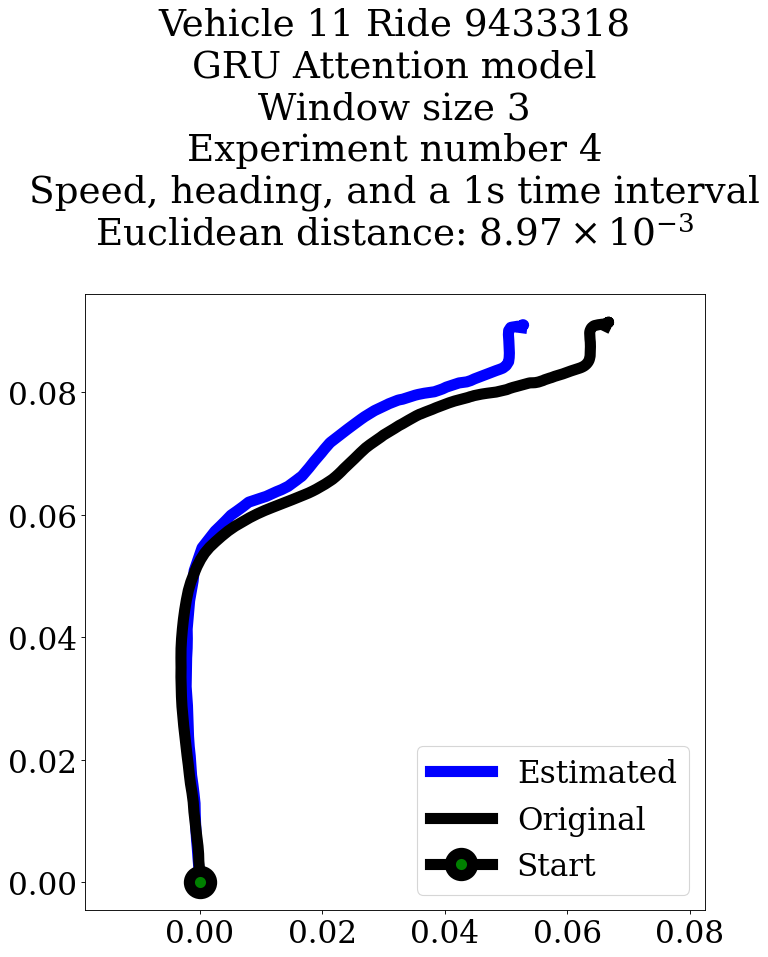 Vehicle 11 Ride 9433318
GRU Attention model
Window size 3
Experiment number 4
Speed, heading, and a 1s time interval
Euclidean distance: 8.97 × 10⁻³
0.08
0.06
0.04
0.02
0.00
Estimated
Original
Start
0.00 0.02 0.04 0.06 0.08